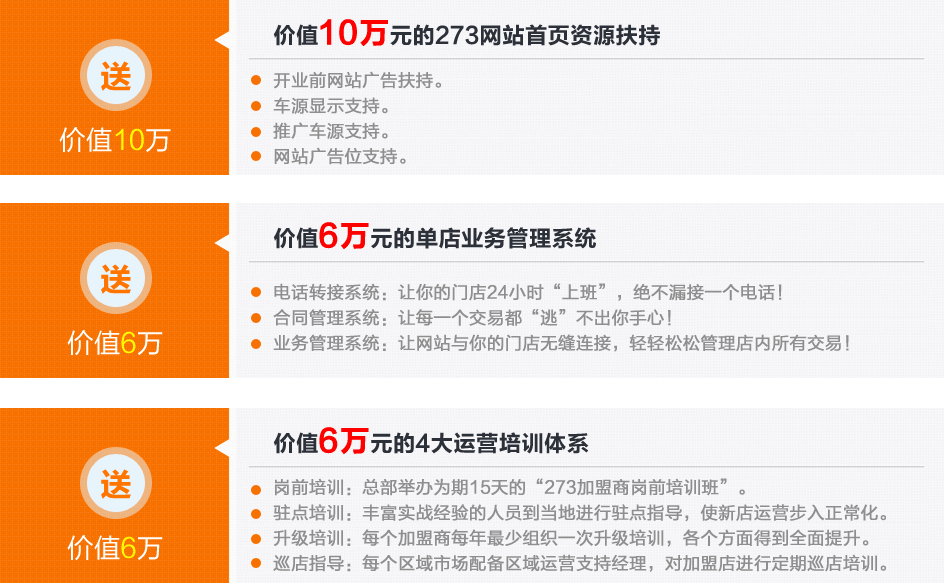 送
价值10万
价值10万元的273网站首页资源扶持
开业前网站广告扶持。
车源显示支持。
推广车源支持。
网站广告位支持。
送
价值6万
价值6万元的单店业务管理系统
电话转接系统：让你的门店24小时“上班”，绝不漏接一个电话！
合同管理系统：让每一个交易都“逃”不出你手心！
业务管理系统：让网站与你的门店无缝连接，轻轻松松管理店内所有交易！
送
价值6万
价值6万元的4大运营培训体系
岗前培训：总部举办为期15天的“273加盟商岗前培训班”。
驻点培训：丰富实战经验的人员到当地进行驻点指导，使新店运营步入正常化。
升级培训：每个加盟商每年最少组织一次升级培训，各个方面得到全面提升。
巡店指导：每个区域市场配备区域运营支持经理，对加盟店进行定期巡店培训。